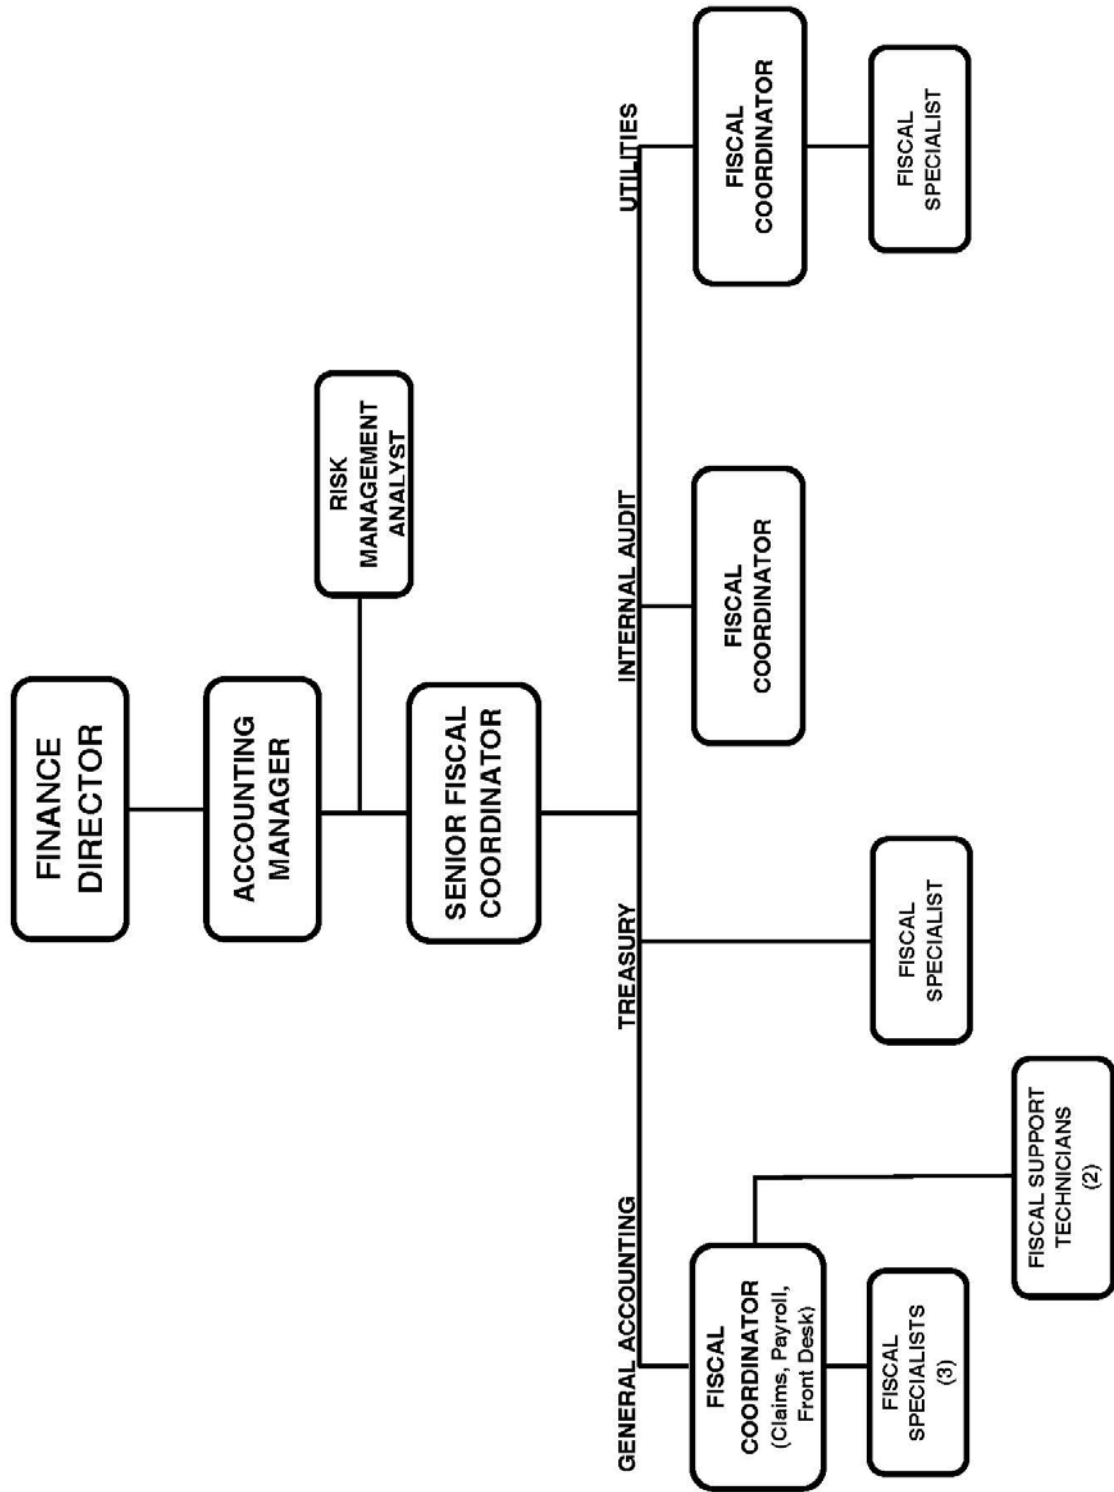 FINANCE
DIRECTOR
ACCOUNTING
MANAGER
RISK
MANAGEMENT
ANALYST
SENIOR FISCAL
COORDINATOR
GENERAL ACCOUNTING
TREASURY
INTERNAL AUDIT
UTILITIES
FISCAL
COORDINATOR
(Claims, Payroll,
Front Desk)
FISCAL
COORDINATOR
FISCAL
COORDINATOR
FISCAL
SPECIALISTS
(3)
FISCAL
SPECIALIST
FISCAL
SPECIALIST
FISCAL SUPPORT
TECHNICIANS
(2)